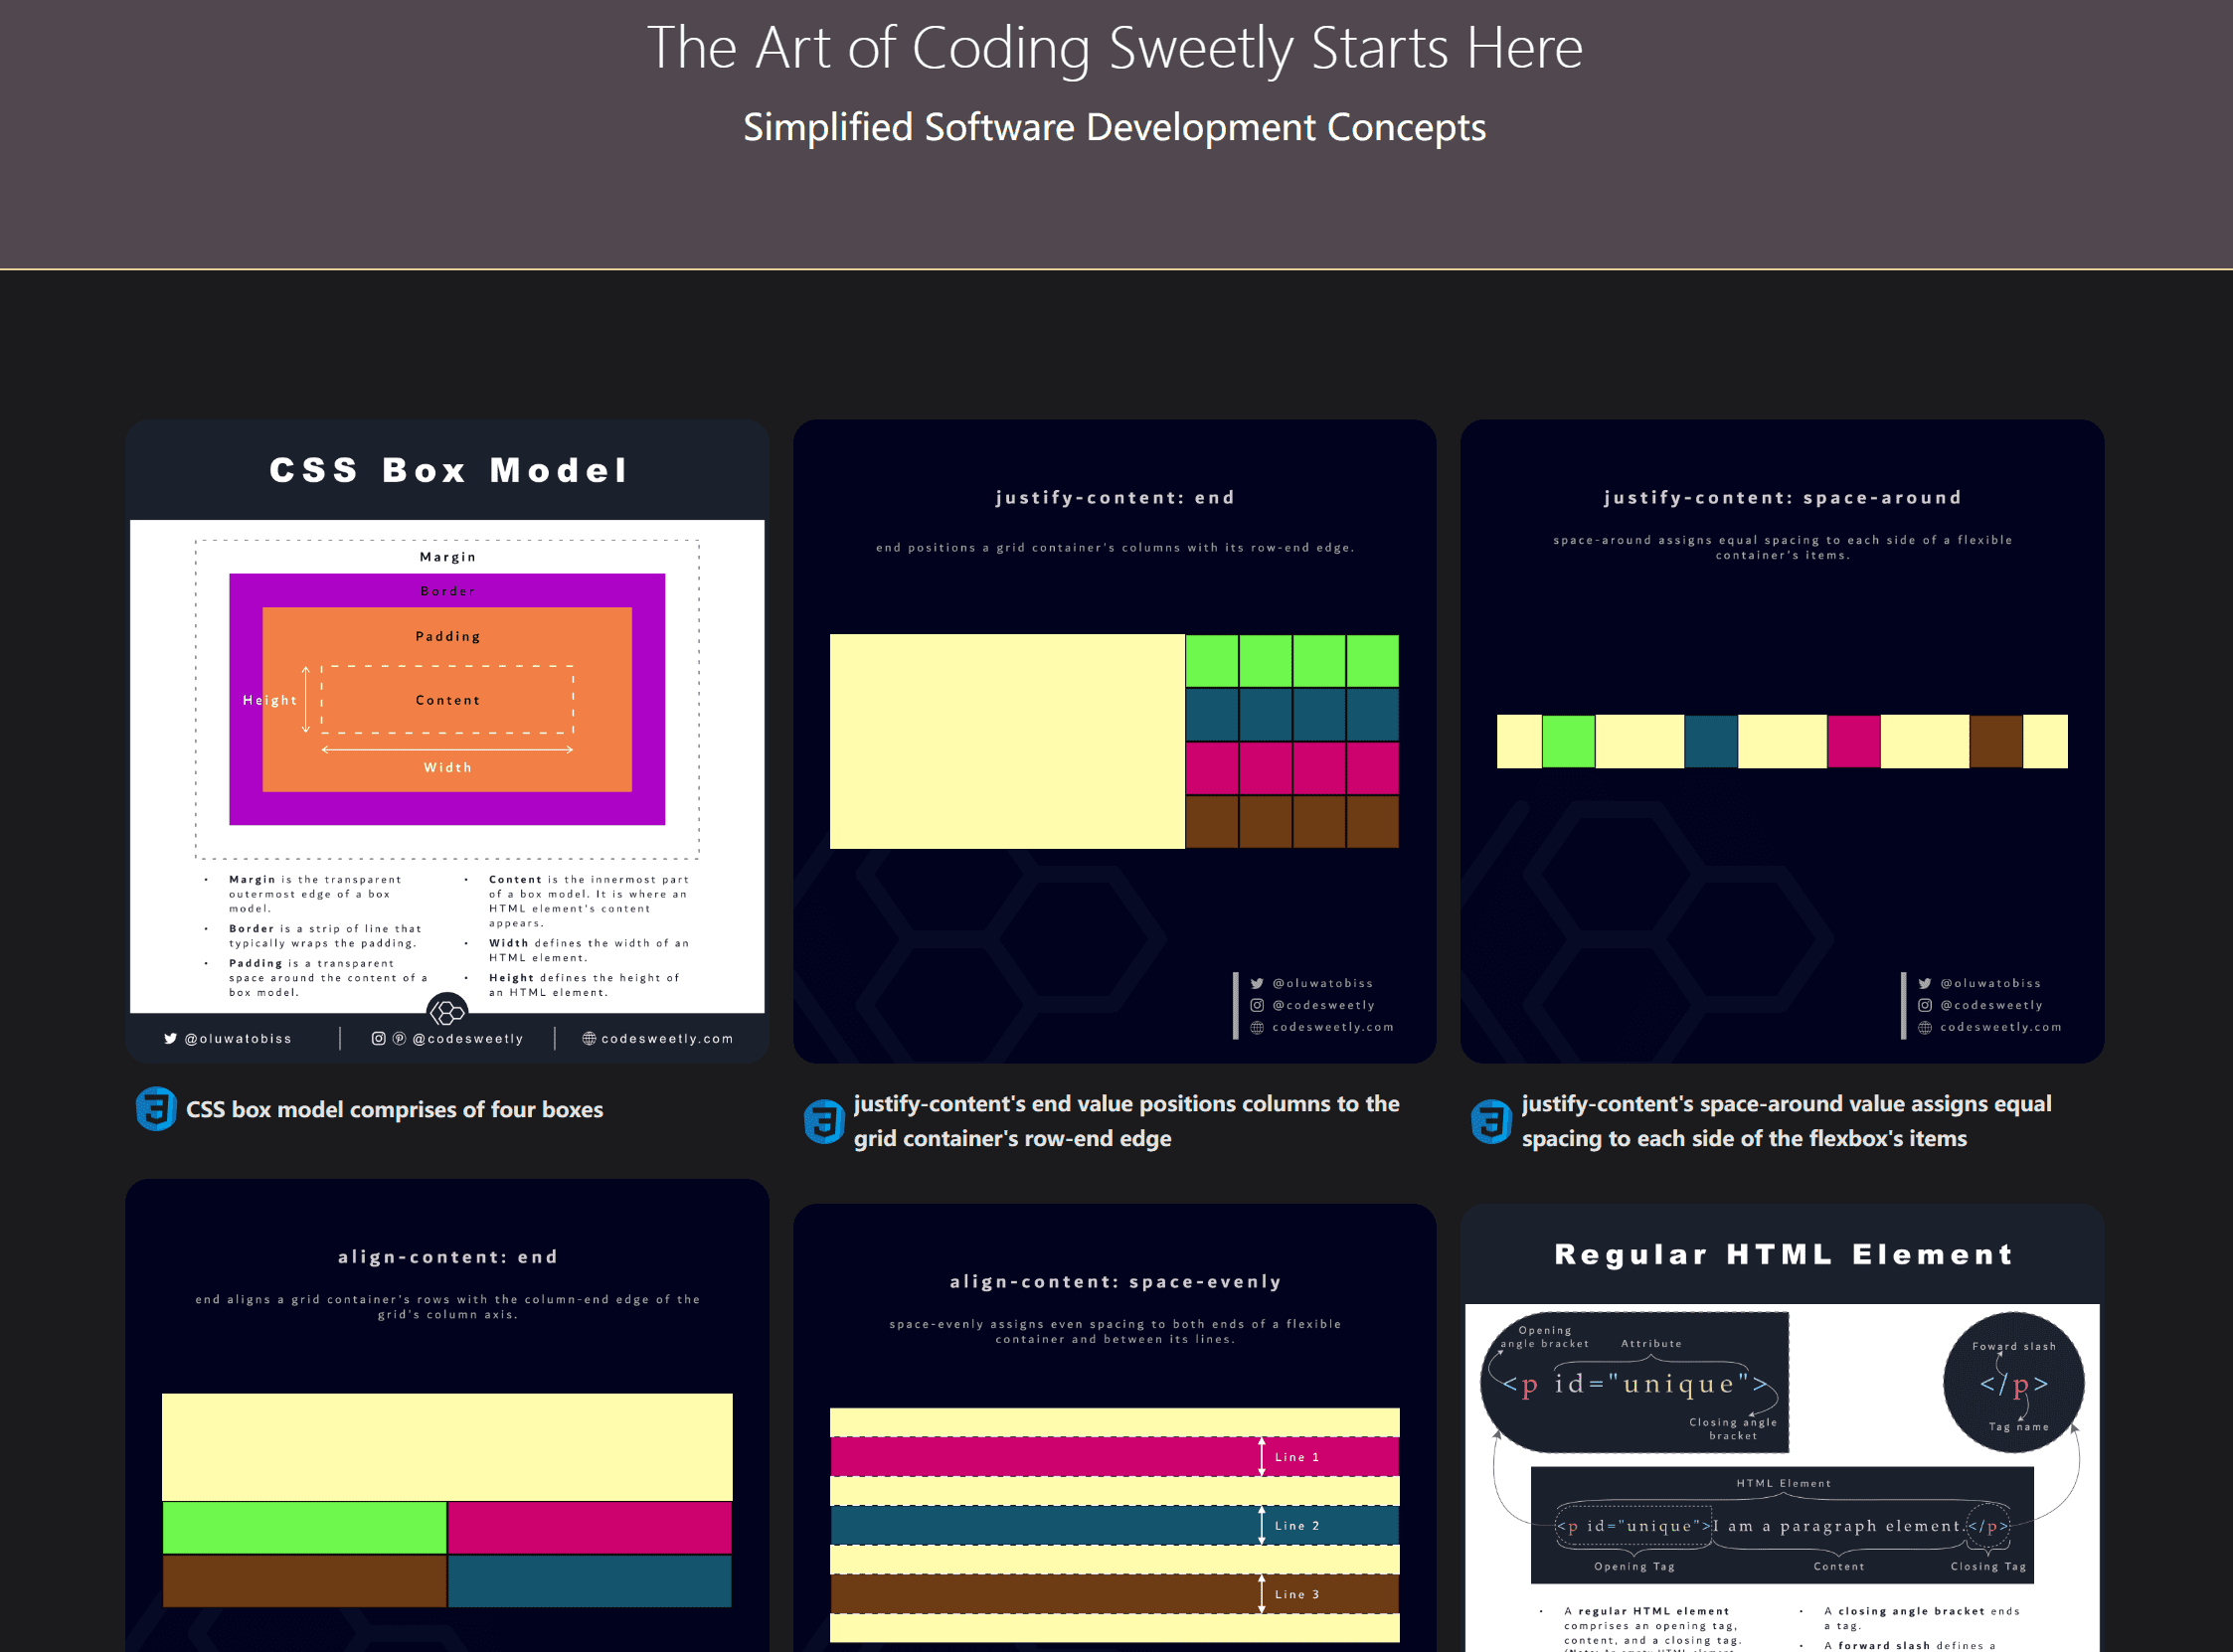 The Art of Coding Sweetly Starts Here
Simplified Software Development Concepts
CSS Box Model
Margin
Border
Padding
Height
Content
Width
• Margin is the transparent
outermost edge of a box
model.
• Border is a strip of line that
typically wraps the padding.
• Padding is a transparent
space around the content of a
box model.
• Content is the innermost part
of a box model. It is where an
HTML element's content
appears.
• Width defines the width of an
HTML element.
• Height defines the height of
an HTML element.
@oluwatobiss
@codesweetly
codesweetly.com
CSS box model comprises of four boxes
justify-content: end
end positions a grid container's columns with its row-end edge.
@oluwatobiss
@codesweetly
codesweetly.com
justify-content's end value positions columns to the
grid container's row-end edge
justify-content: space-around
space-around assigns equal spacing to each side of a flexible
container's items.
@oluwatobiss
@codesweetly
codesweetly.com
justify-content's space-around value assigns equal
spacing to each side of the flexbox's items
align-content: end
end aligns a grid container's rows with the column-end edge of the
grid's column axis.
align-content: space-evenly
space-evenly assigns even spacing to both ends of a flexible
container and between its lines.
Line 1
Line 2
Line 3
Regular HTML Element
Opening
angle bracket
Attribute
<p id="unique">
Closing angle
bracket
Foward slash
</p>
Tag name
HTML Element
<p id="unique">I am a paragraph element.</p>
Opening Tag
Content
Closing Tag
• A regular HTML element
comprises an opening tag,
content, and a closing tag.
• A closing angle bracket ends
a tag.
• A forward slash defines a